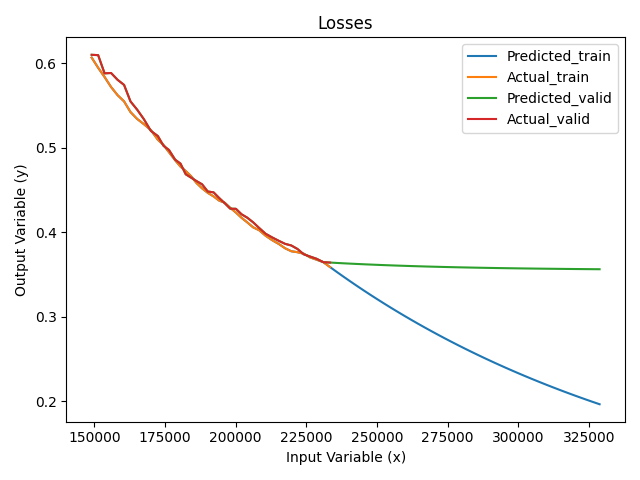 Losses
Output Variable (y)
0.6
0.5
0.4
0.3
0.2
Predicted_train
Actual_train
Predicted_valid
Actual_valid
150000 175000 200000 225000 250000 275000 300000 325000
Input Variable (x)